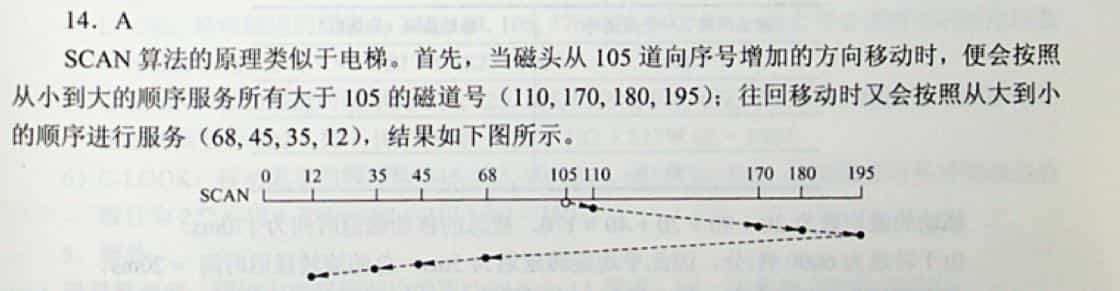 14. A
SCAN 算法的原理类似于电梯。首先，当磁头从 105 道向序号增加的方向移动时，便会按照
从小到大的顺序服务所有大于 105 的磁道号（110, 170, 180, 195）；往回移动时又会按照从大到小
的顺序进行服务（68, 45, 35, 12），结果如下图所示。
0 12 35 45 68 105 110 170 180 195
SCAN